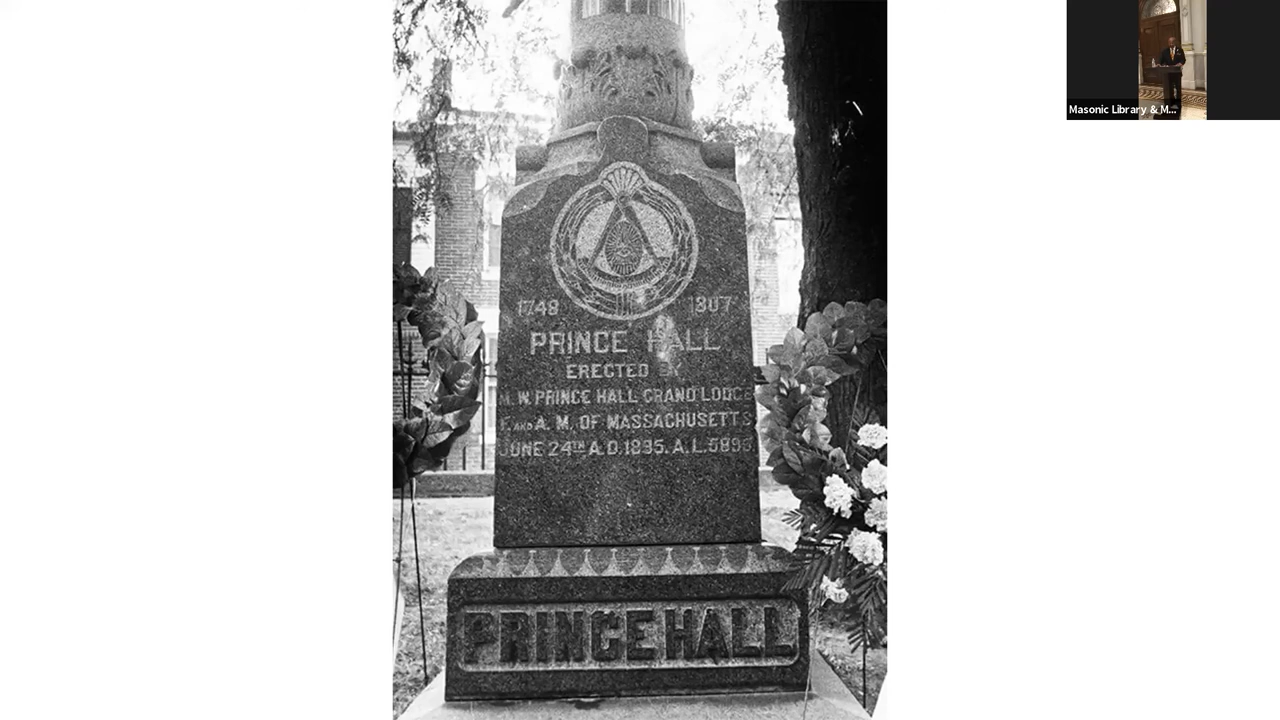 Masonic Library & M...
1748 1807
PRINCE HALL
ERECTED BY
M. W. PRINCE HALL GRAND LODGE
F. AND A. M. OF MASSACHUSETTS
JUNE 24TH A.D. 1895. A.L. 5895
PRINCE HALL